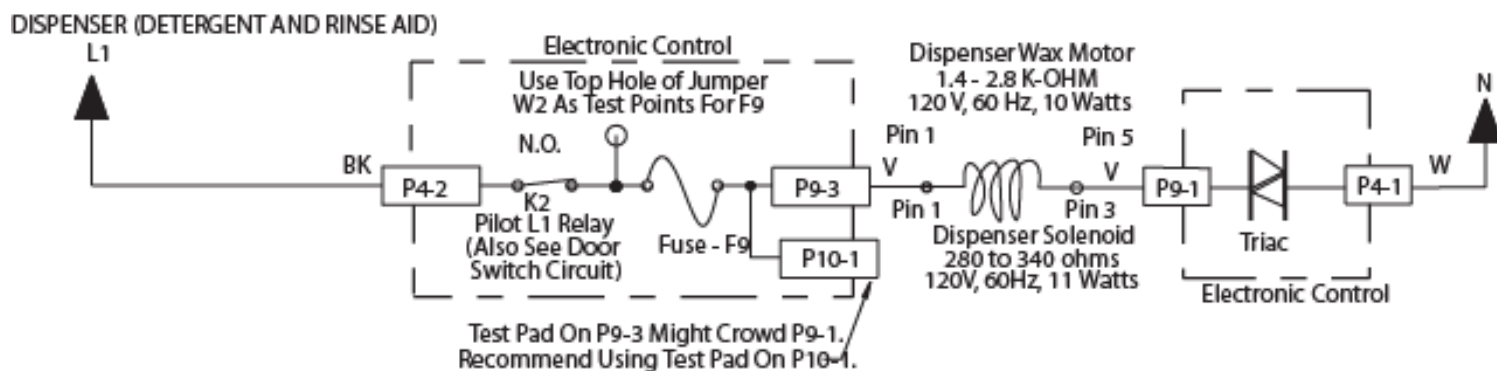 DISPENSER (DETERGENT AND RINSE AID)
L1
Electronic Control
Use Top Hole of Jumper
W2 As Test Points For F9
N.O.
BK
P4-2
K2
Pilot L1 Relay
(Also See Door
Switch Circuit)
Fuse - F9
P9-3
P10-1
Test Pad On P9-3 Might Crowd P9-1.
Recommend Using Test Pad On P10-1.
Dispenser Wax Motor
1.4 - 2.8 K-OHM
120 V, 60 Hz, 10 Watts
Pin 1
Pin 5
V
V
Pin 1
Pin 3
Dispenser Solenoid
280 to 340 ohms
120V, 60Hz, 11 Watts
P9-1
Triac
P4-1
W
N
Electronic Control